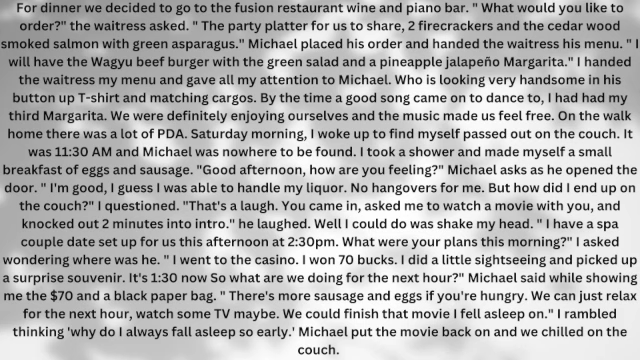 For dinner we decided to go to the fusion restaurant wine and piano bar. " What would you like to
order?" the waitress asked. " The party platter for us to share, 2 firecrackers and the cedar wood
smoked salmon with green asparagus." Michael placed his order and handed the waitress his menu. " I
will have the Wagyu beef burger with the green salad and a pineapple jalapeño Margarita." I handed
the waitress my menu and gave all my attention to Michael. Who is looking very handsome in his
button up T-shirt and matching cargos. By the time a good song came on to dance to, I had had my
third Margarita. We were definitely enjoying ourselves and the music made us feel free. On the walk
home there was a lot of PDA. Saturday morning, I woke up to find myself passed out on the couch. It
was 11:30 AM and Michael was nowhere to be found. I took a shower and made myself a small
breakfast of eggs and sausage. "Good afternoon, how are you feeling?" Michael asks as he opened the
door. " I'm good, I guess I was able to handle my liquor. No hangovers for me. But how did I end up on
the couch?" I questioned. "That's a laugh. You came in, asked me to watch a movie with you, and
knocked out 2 minutes into intro." he laughed. Well I could do was shake my head. " I have a spa
couple date set up for us this afternoon at 2:30pm. What were your plans this morning?" I asked
wondering where was he. " I went to the casino. I won 70 bucks. I did a little sightseeing and picked up
a surprise souvenir. It's 1:30 now So what are we doing for the next hour?" Michael said while showing
me the $70 and a black paper bag. " There's more sausage and eggs if you're hungry. We can just relax
for the next hour, watch some TV maybe. We could finish that movie I fell asleep on." I rambled
thinking 'why do I always fall asleep so early.' Michael put the movie back on and we chilled on the
couch.